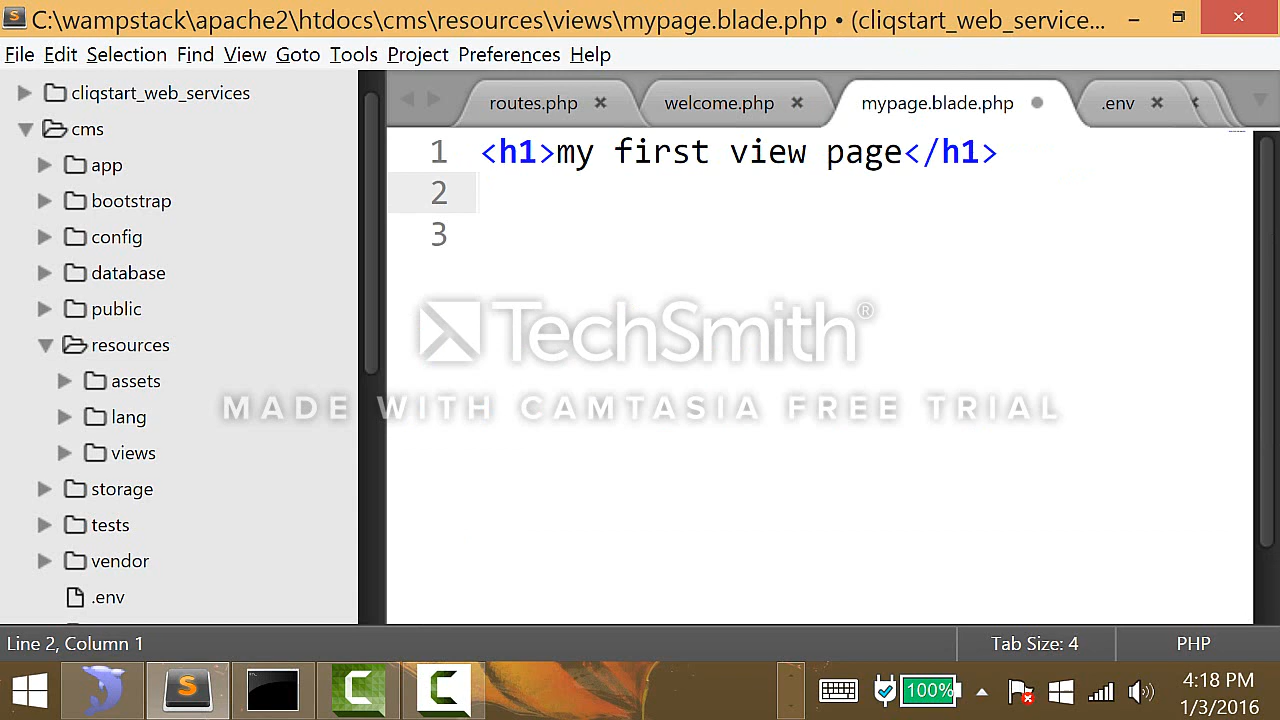 C:\wampstack\apache2\htdocs\cms\resources\views\mypage.blade.php • (cliqstart_web_service...
File Edit Selection Find View Goto Tools Project Preferences Help
cliqstart_web_services
cms
app
bootstrap
config
database
public
resources
assets
lang
views
storage
tests
vendor
.env
routes.php
welcome.php
mypage.blade.php
.env
1 <h1>my first view page</h1>
2
3
TechSmith®
MADE WITH CAMTASIA FREE TRIAL
Line 2, Column 1
Tab Size: 4
PHP
100%
4:18 PM
1/3/2016